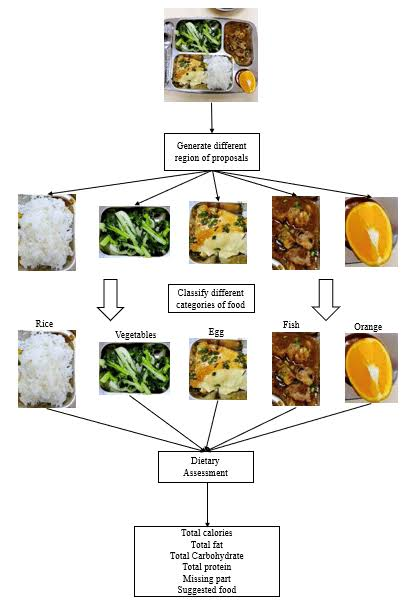 Generate different
region of proposals
Classify different
categories of food
Rice
Vegetables
Egg
Fish
Orange
Dietary
Assessment
Total calories
Total fat
Total Carbohydrate
Total protein
Missing part
Suggested food